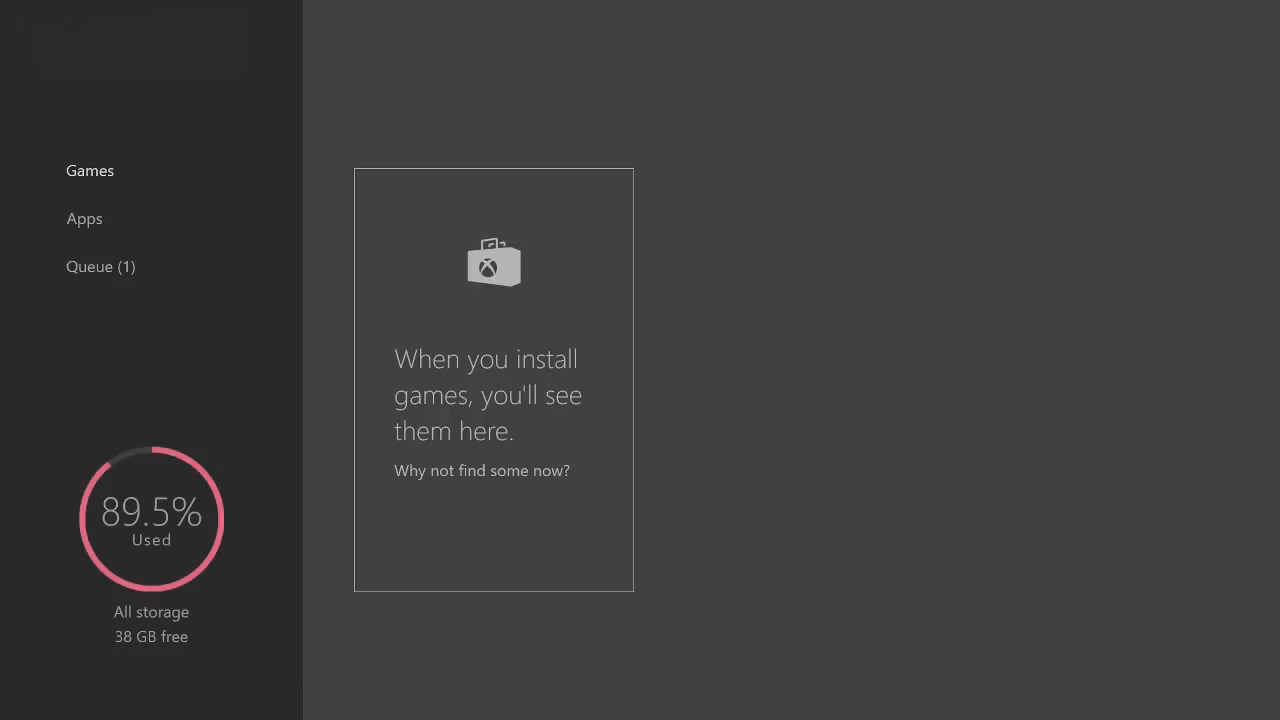 Games
Apps
Queue (1)
89.5%
Used
All storage
38 GB free
When you install
games, you'll see
them here.
Why not find some now?